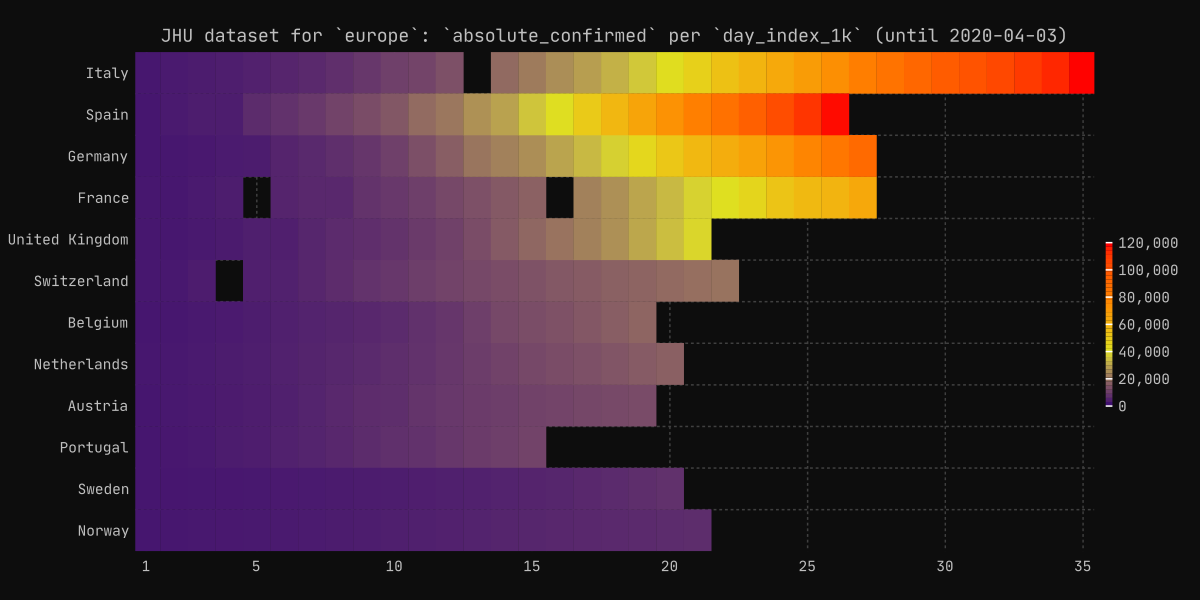 JHU dataset for `europe`: `absolute_confirmed` per `day_index_1k` (until 2020-04-03)
Italy
Spain
Germany
France
United Kingdom
Switzerland
Belgium
Netherlands
Austria
Portugal
Sweden
Norway
1 5 10 15 20 25 30 35
120,000
100,000
80,000
60,000
40,000
20,000
0